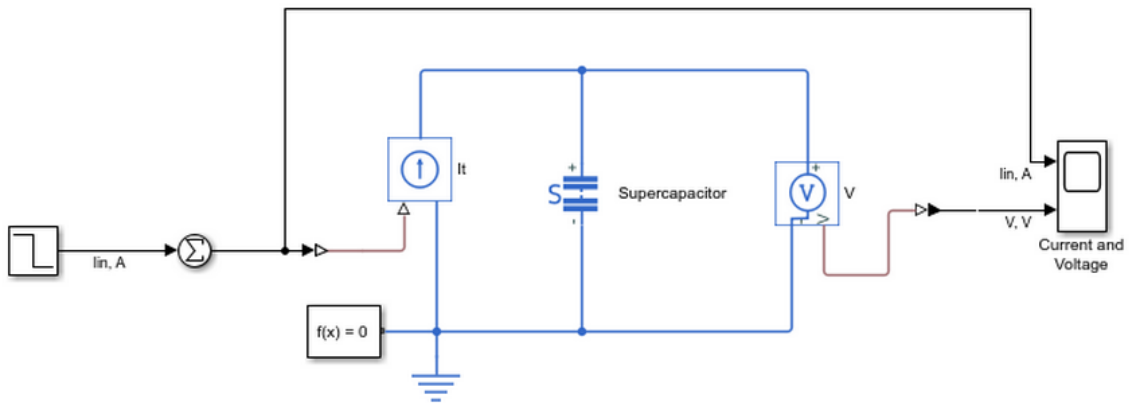 Iin, A
Σ
It
f(x) = 0
+
S
-
Supercapacitor
+
V
-
V
V
Iin, A
V, V
Current and
Voltage